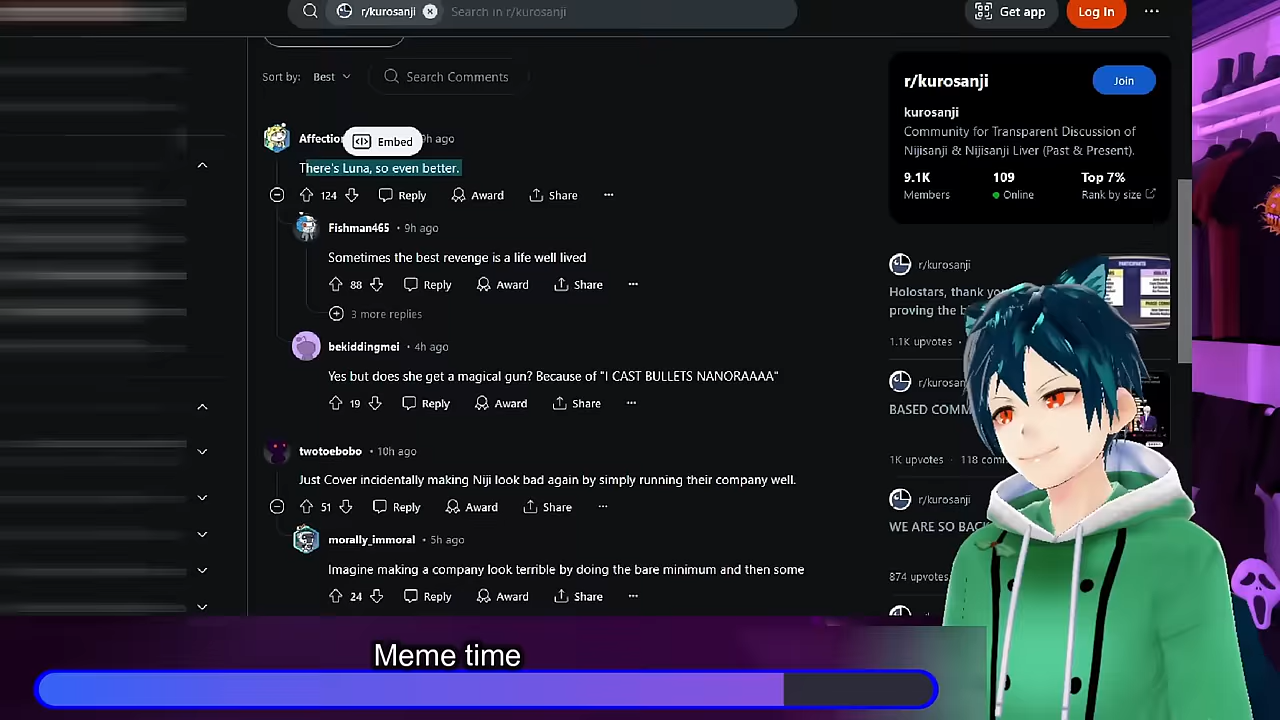 r/kurosanji
Search in r/kurosanji
Get app
Log In
Sort by: Best
Search Comments
Affectio
Embed
9h ago
There's Luna, so even better.
124 Reply Award Share
Fishman465 • 9h ago
Sometimes the best revenge is a life well lived
88 Reply Award Share
3 more replies
bekiddingmei • 4h ago
Yes but does she get a magical gun? Because of "I CAST BULLETS NANORAAAA"
19 Reply Award Share
twotoebobo • 10h ago
Just Cover incidentally making Niji look bad again by simply running their company well.
51 Reply Award Share
morally_immoral • 5h ago
Imagine making a company look terrible by doing the bare minimum and then some
24 Reply Award Share
r/kurosanji
Join
kurosanji
Community for Transparent Discussion of
Nijisanji & Nijisanji Liver (Past & Present).
9.1K 109 Top 7%
Members Online Rank by size
r/kurosanji
Holostars, thank you
proving the b
1.1K upvotes •
r/kurosanji
BASED COMM
1K upvotes • 118 com
r/kurosanji
WE ARE SO BACK
874 upvotes
Meme time